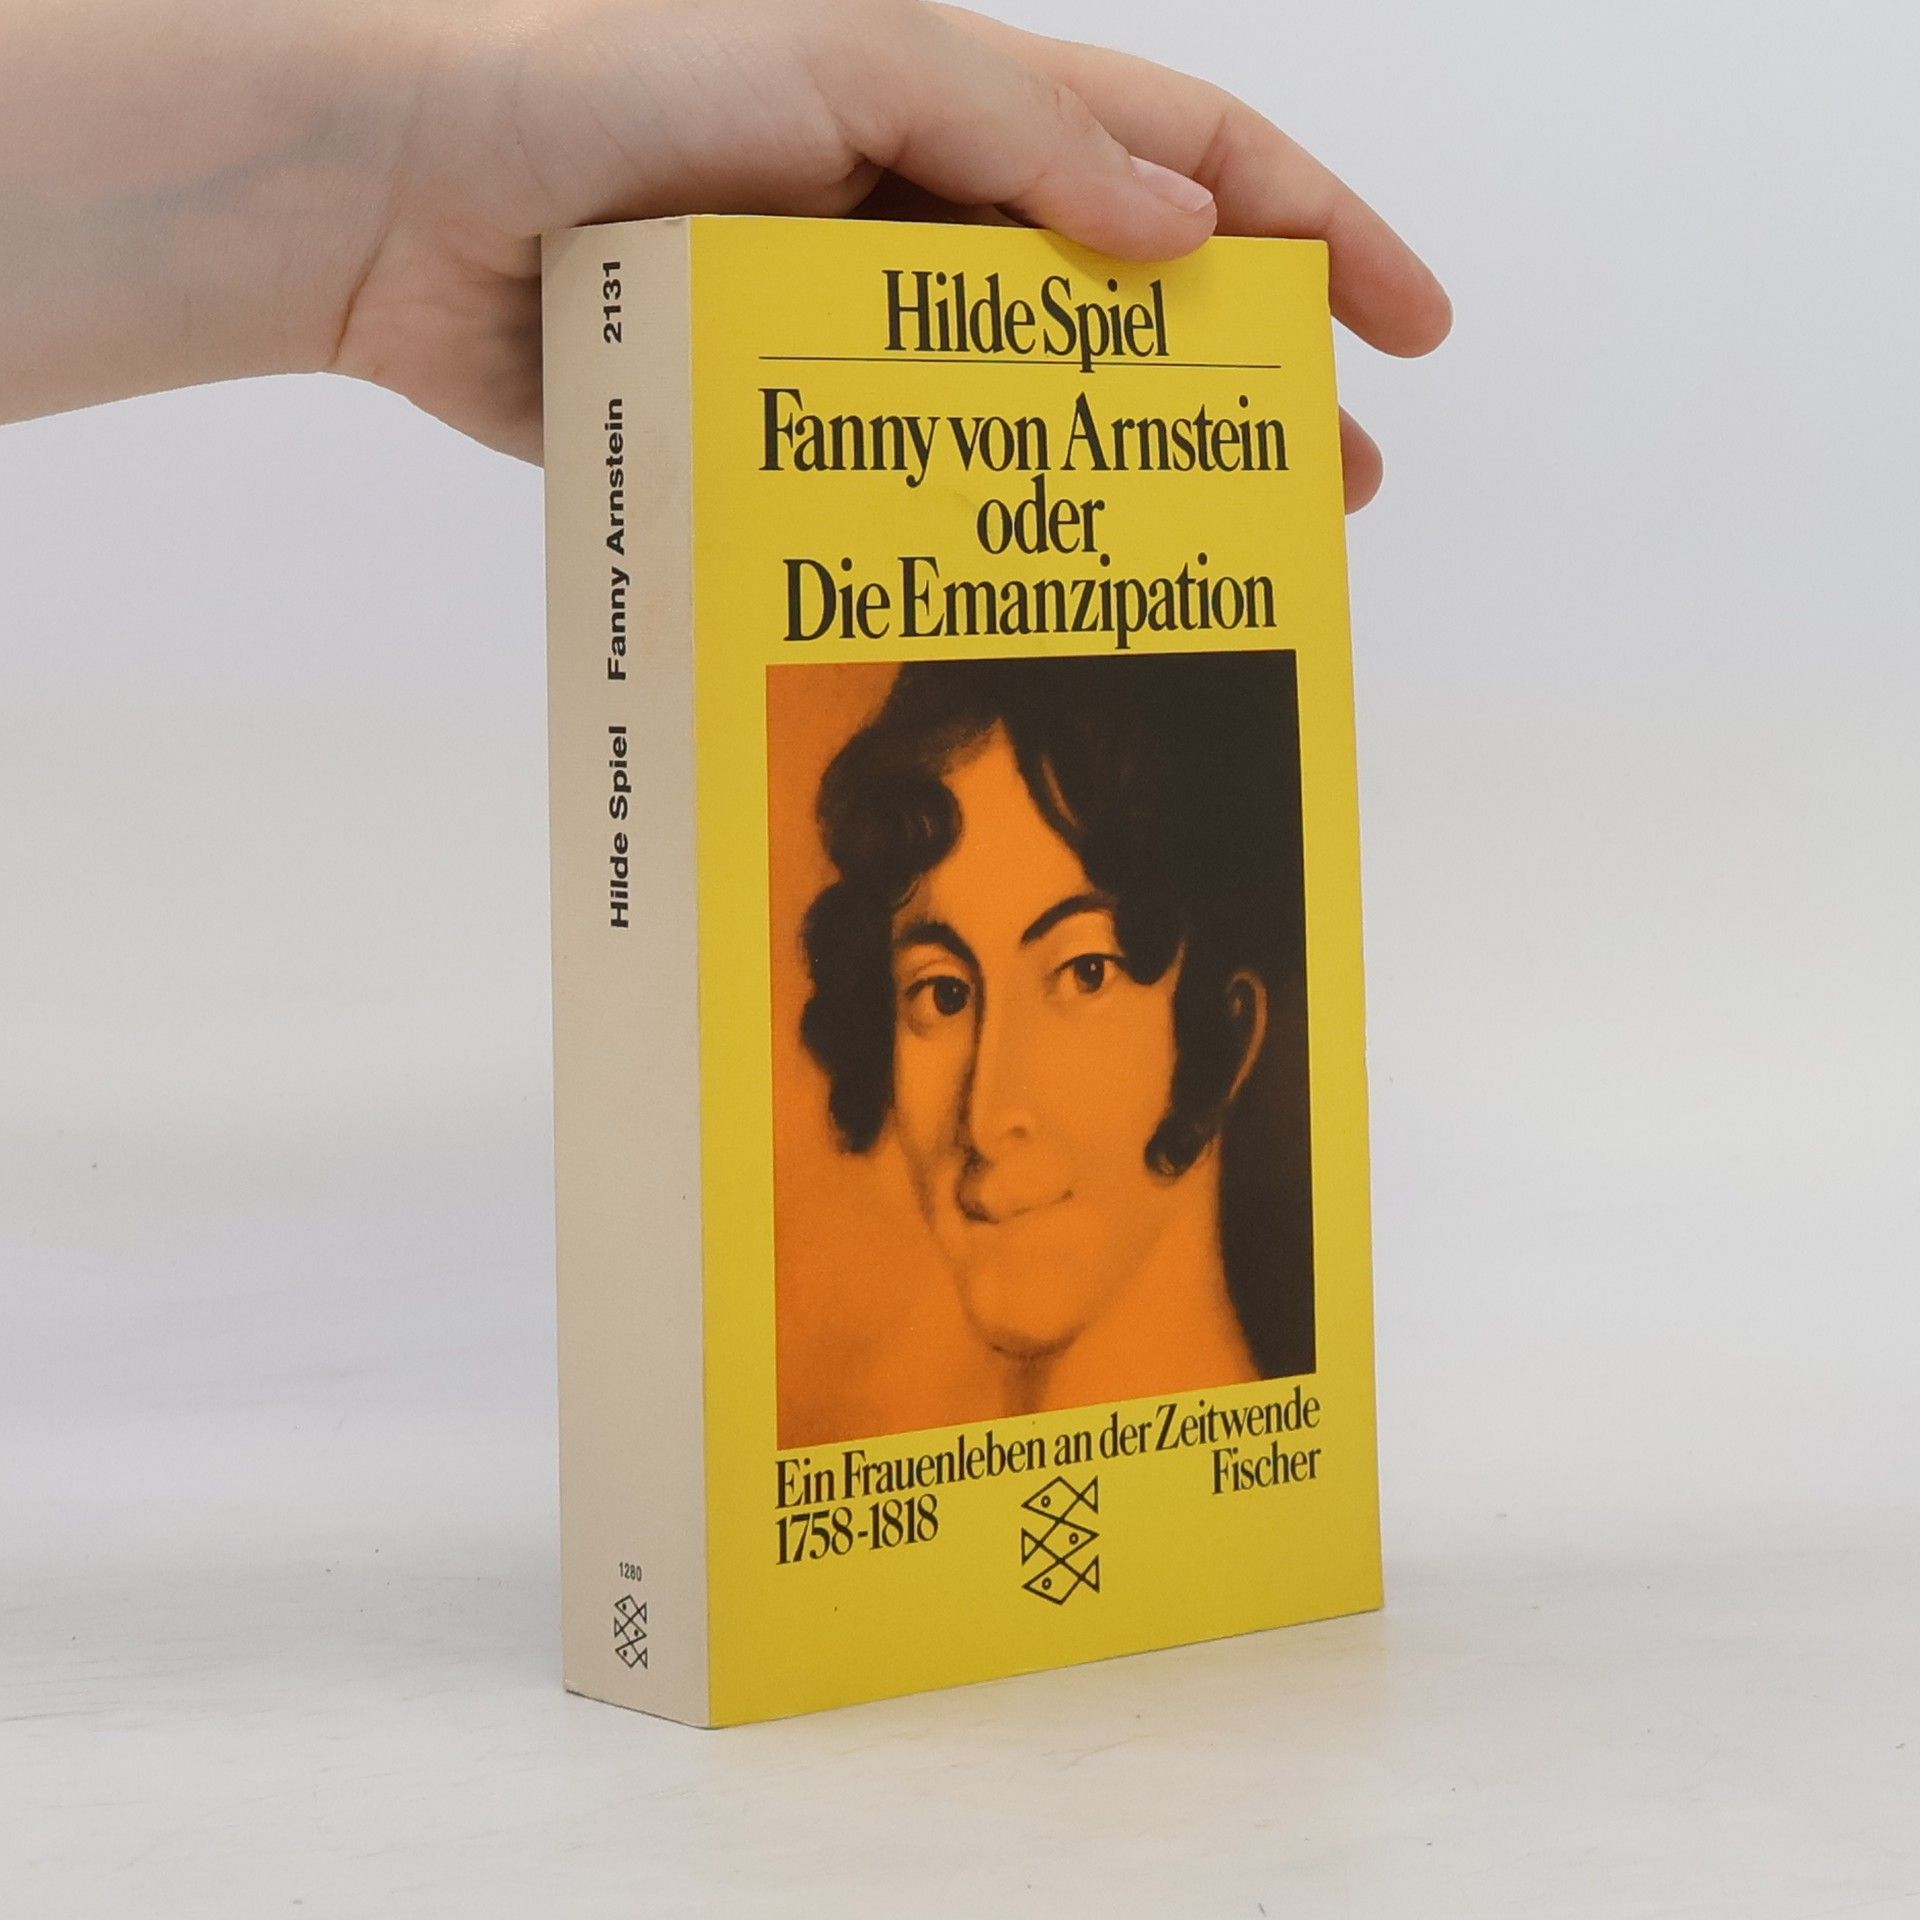 Hilde Spiel
Fanny von Arnstein
oder
Die Emanzipation
Ein Frauenleben an der Zeitwende
1758-1818
Fischer
Hilde Spiel Fanny Arnstein 2131
1280